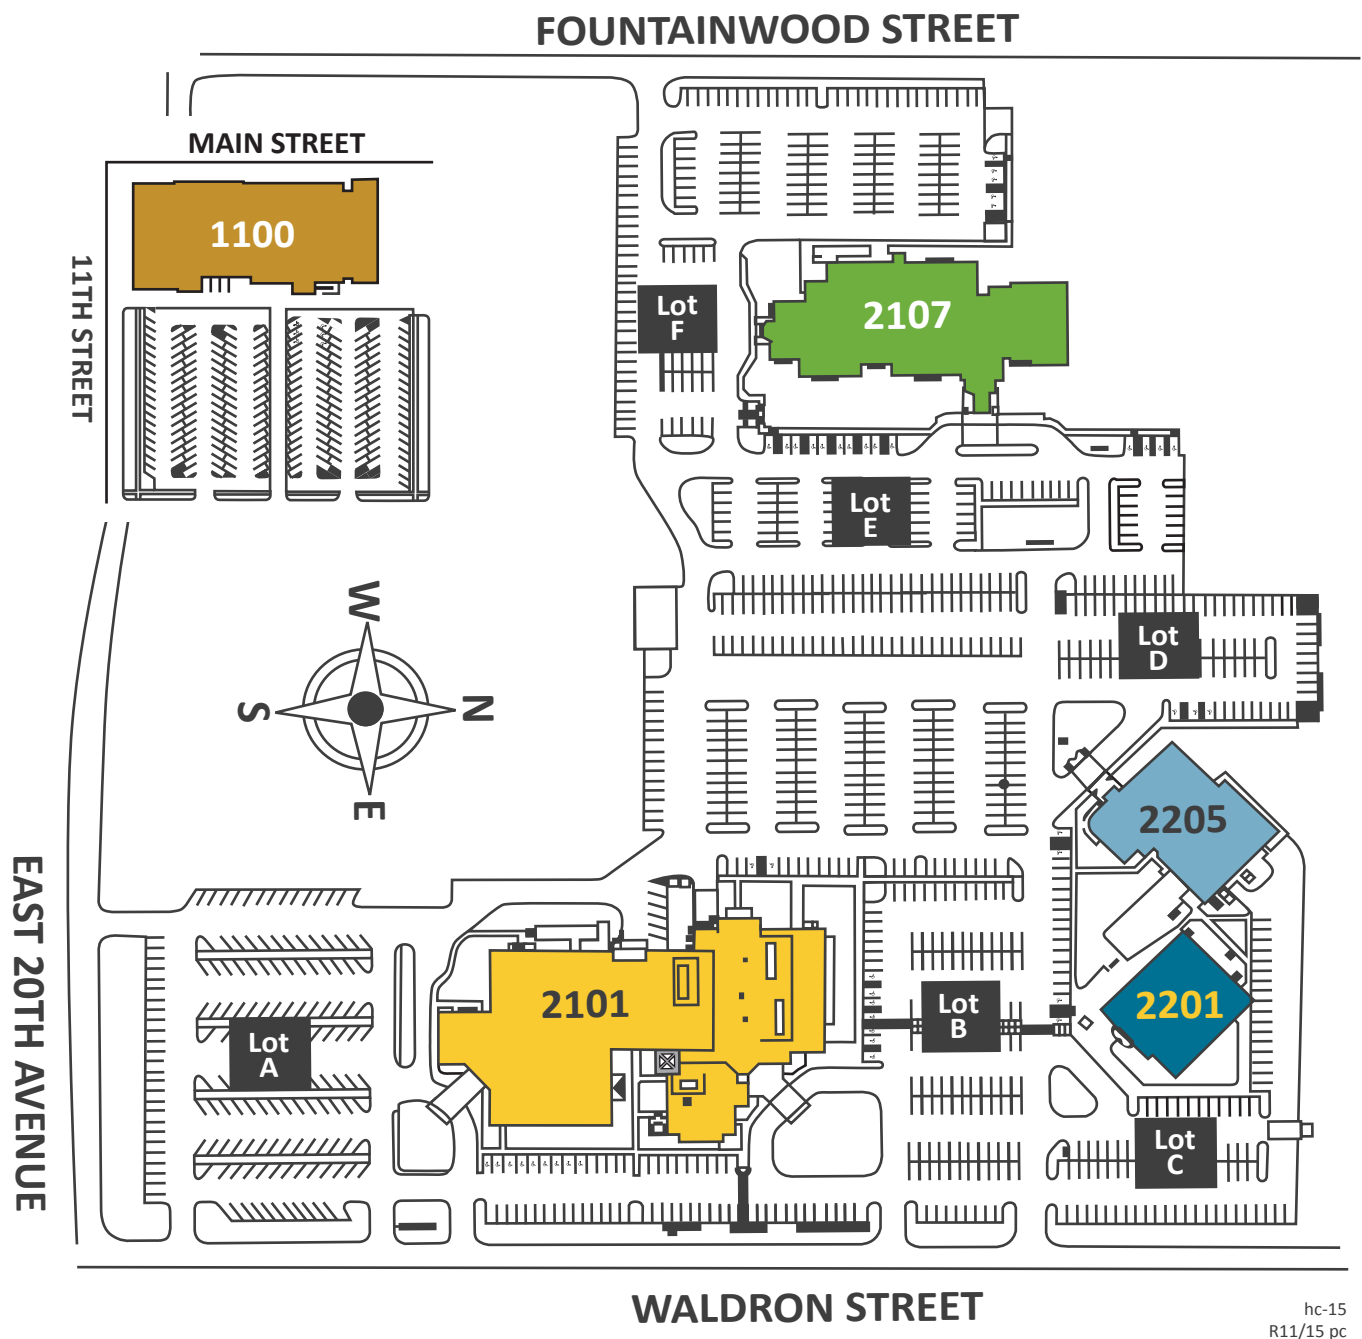 FOUNTAINWOOD STREET
MAIN STREET
1100
11TH STREET
Lot
F
2107
Lot
E
W
S
N
E
Lot
D
2205
EAST 20TH AVENUE
2101
Lot
A
Lot
B
2201
Lot
C
WALDRON STREET
hc-15
R11/15 pc